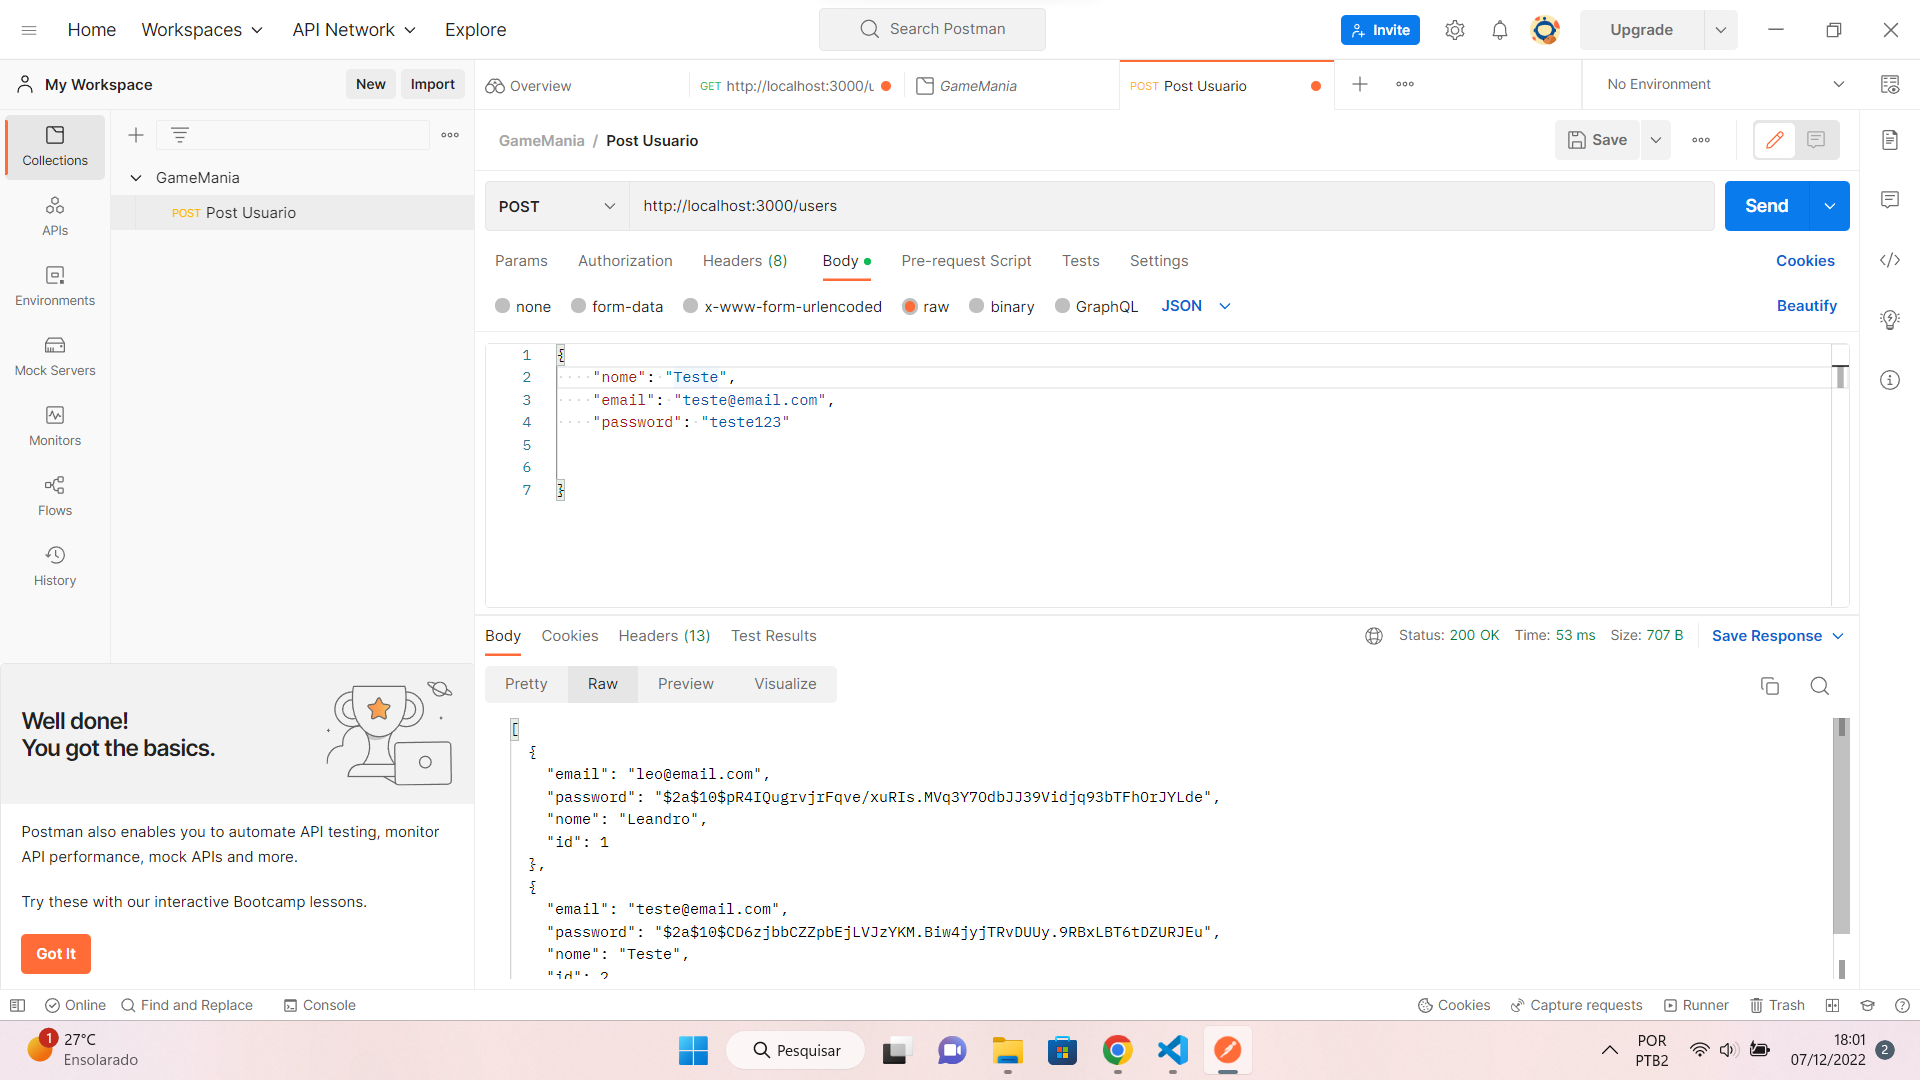 Home
Workspaces
API Network
Explore
Search Postman
Invite
Upgrade
My Workspace
New
Import
Overview
GET http://localhost:3000/u
GameMania
POST Post Usuario
No Environment
Collections
APIs
Environments
Mock Servers
Monitors
Flows
History
GameMania
POST Post Usuario
GameMania / Post Usuario
Save
POST
http://localhost:3000/users
Send
Params
Authorization
Headers (8)
Body
Pre-request Script
Tests
Settings
Cookies
none
form-data
x-www-form-urlencoded
raw
binary
GraphQL
JSON
Beautify
1 {
2 "nome": "Teste",
3 "email": "teste@email.com",
4 "password": "teste123"
5
6
7 }
Body
Cookies
Headers (13)
Test Results
Status: 200 OK
Time: 53 ms
Size: 707 B
Save Response
Pretty
Raw
Preview
Visualize
[
{
"email": "leo@email.com",
"password": "$2a$10$pR4IQugrvjrFqve/xuRIs.MVq3Y7OdbJJ39Vidjq93bTFhOrJYLde",
"nome": "Leandro",
"id": 1
},
{
"email": "teste@email.com",
"password": "$2a$10$CD6zjbbCZZpbEjLVJzYKM.Biw4jyjTRvDUUy.9RBxLBT6tDZURJEu",
"nome": "Teste",
"id": 2
Well done!
You got the basics.
Postman also enables you to automate API testing, monitor
API performance, mock APIs and more.
Try these with our interactive Bootcamp lessons.
Got It
Online
Find and Replace
Console
Cookies
Capture requests
Runner
Trash
1
27°C
Ensolarado
Pesquisar
POR
PTB2
18:01
07/12/2022
2